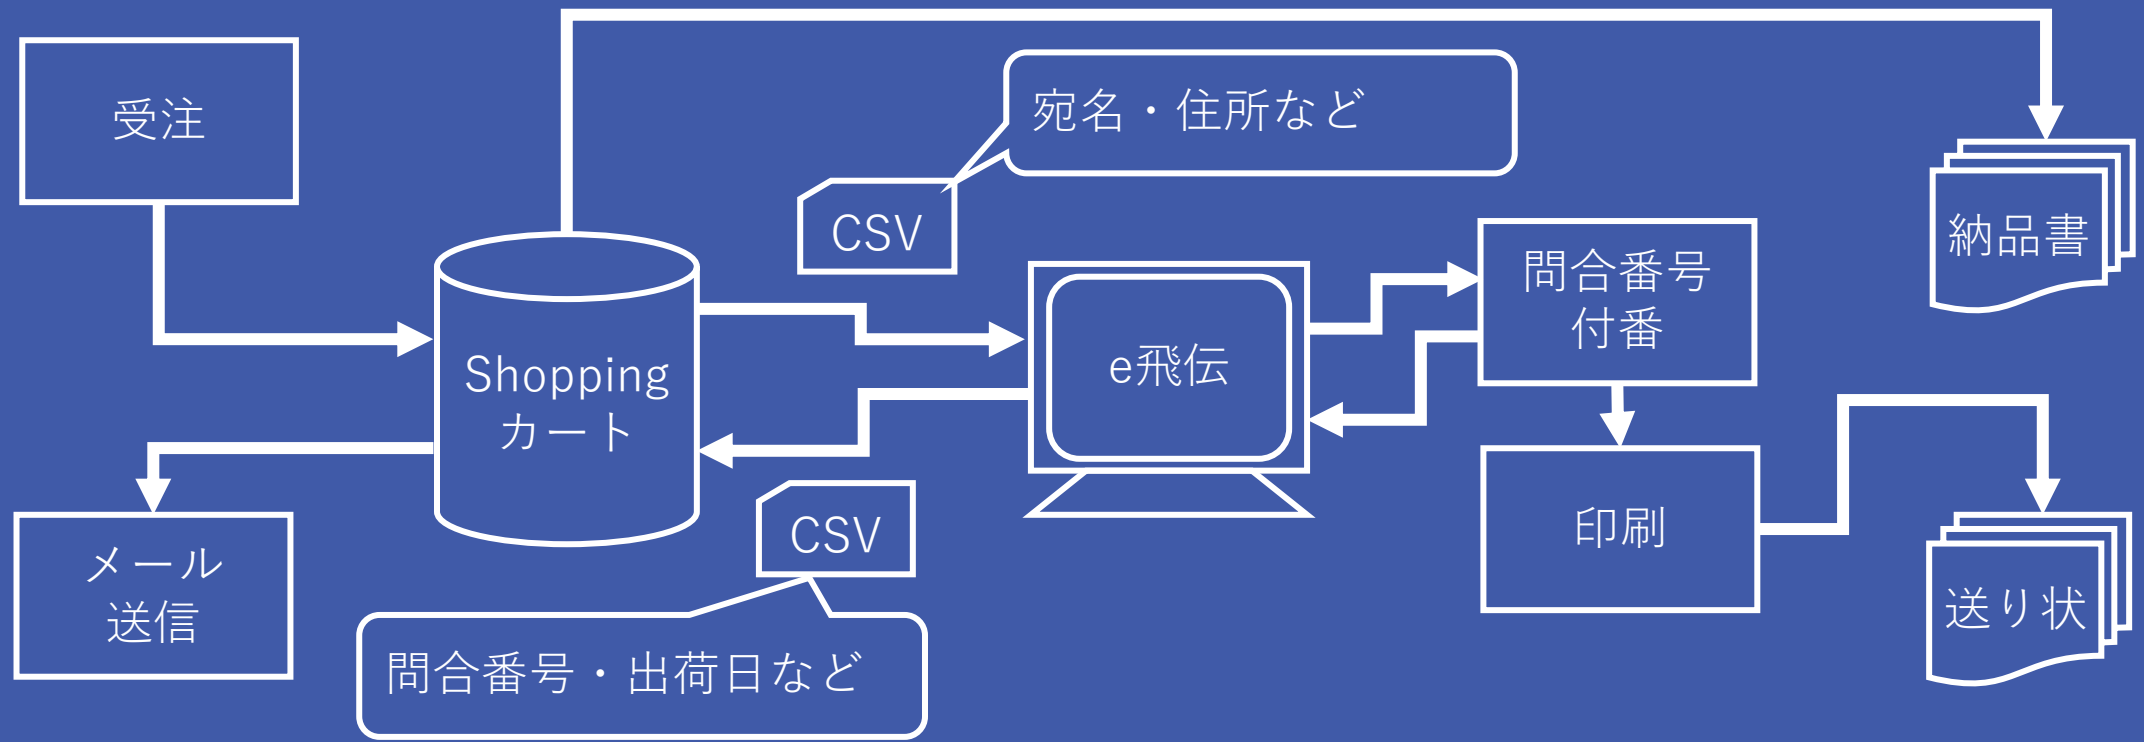 受注
宛名・住所など
CSV
納品書
問合番号
付番
Shopping
カート
e飛伝
メール
送信
CSV
印刷
送り状
問合番号・出荷日など